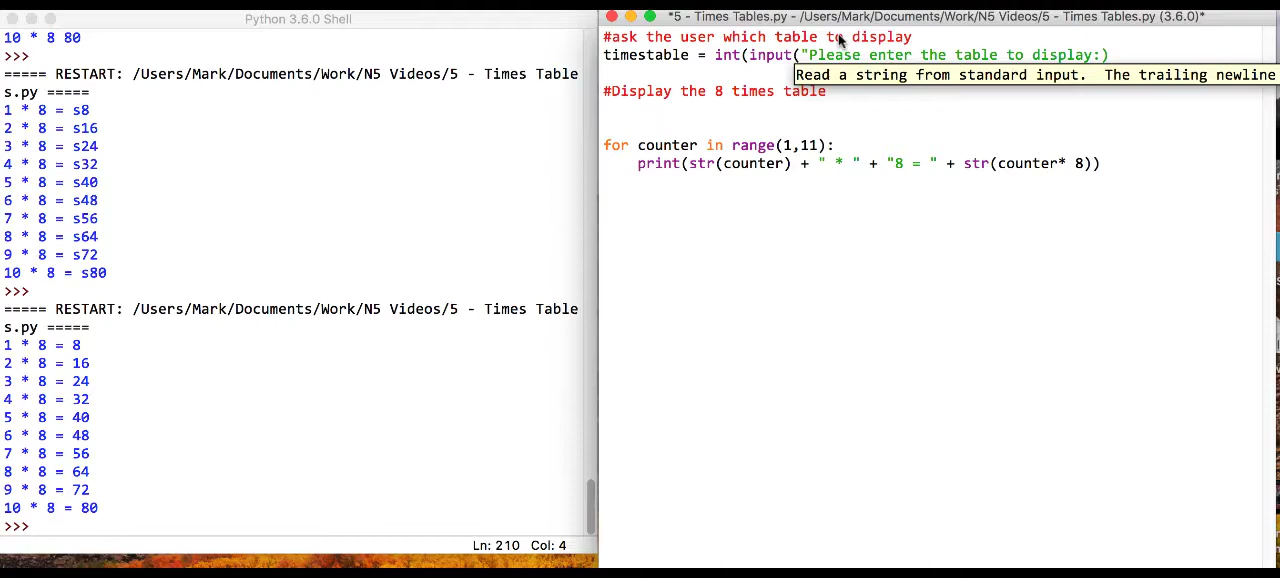 Python 3.6.0 Shell
10 * 8 80
>>>
===== RESTART: /Users/Mark/Documents/Work/N5 Videos/5 - Times Table
s.py =====
1 * 8 = s8
2 * 8 = s16
3 * 8 = s24
4 * 8 = s32
5 * 8 = s40
6 * 8 = s48
7 * 8 = s56
8 * 8 = s64
9 * 8 = s72
10 * 8 = s80
>>>
===== RESTART: /Users/Mark/Documents/Work/N5 Videos/5 - Times Table
s.py =====
1 * 8 = 8
2 * 8 = 16
3 * 8 = 24
4 * 8 = 32
5 * 8 = 40
6 * 8 = 48
7 * 8 = 56
8 * 8 = 64
9 * 8 = 72
10 * 8 = 80
>>>
Ln: 210 Col: 4
*5 - Times Tables.py - /Users/Mark/Documents/Work/N5 Videos/5 - Times Tables.py (3.6.0)*
#ask the user which table to display
timestable = int(input("Please enter the table to display:)
Read a string from standard input. The trailing newline
#Display the 8 times table
for counter in range(1,11):
print(str(counter) + " * " + "8 = " + str(counter* 8))